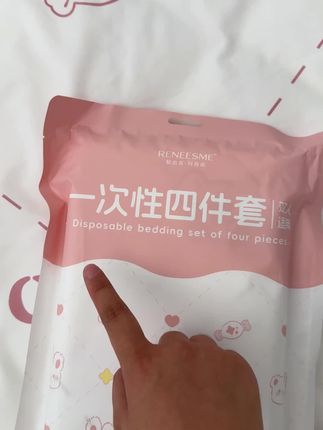 RENEESME
一次性四件套
Disposable bedding set of four pieces